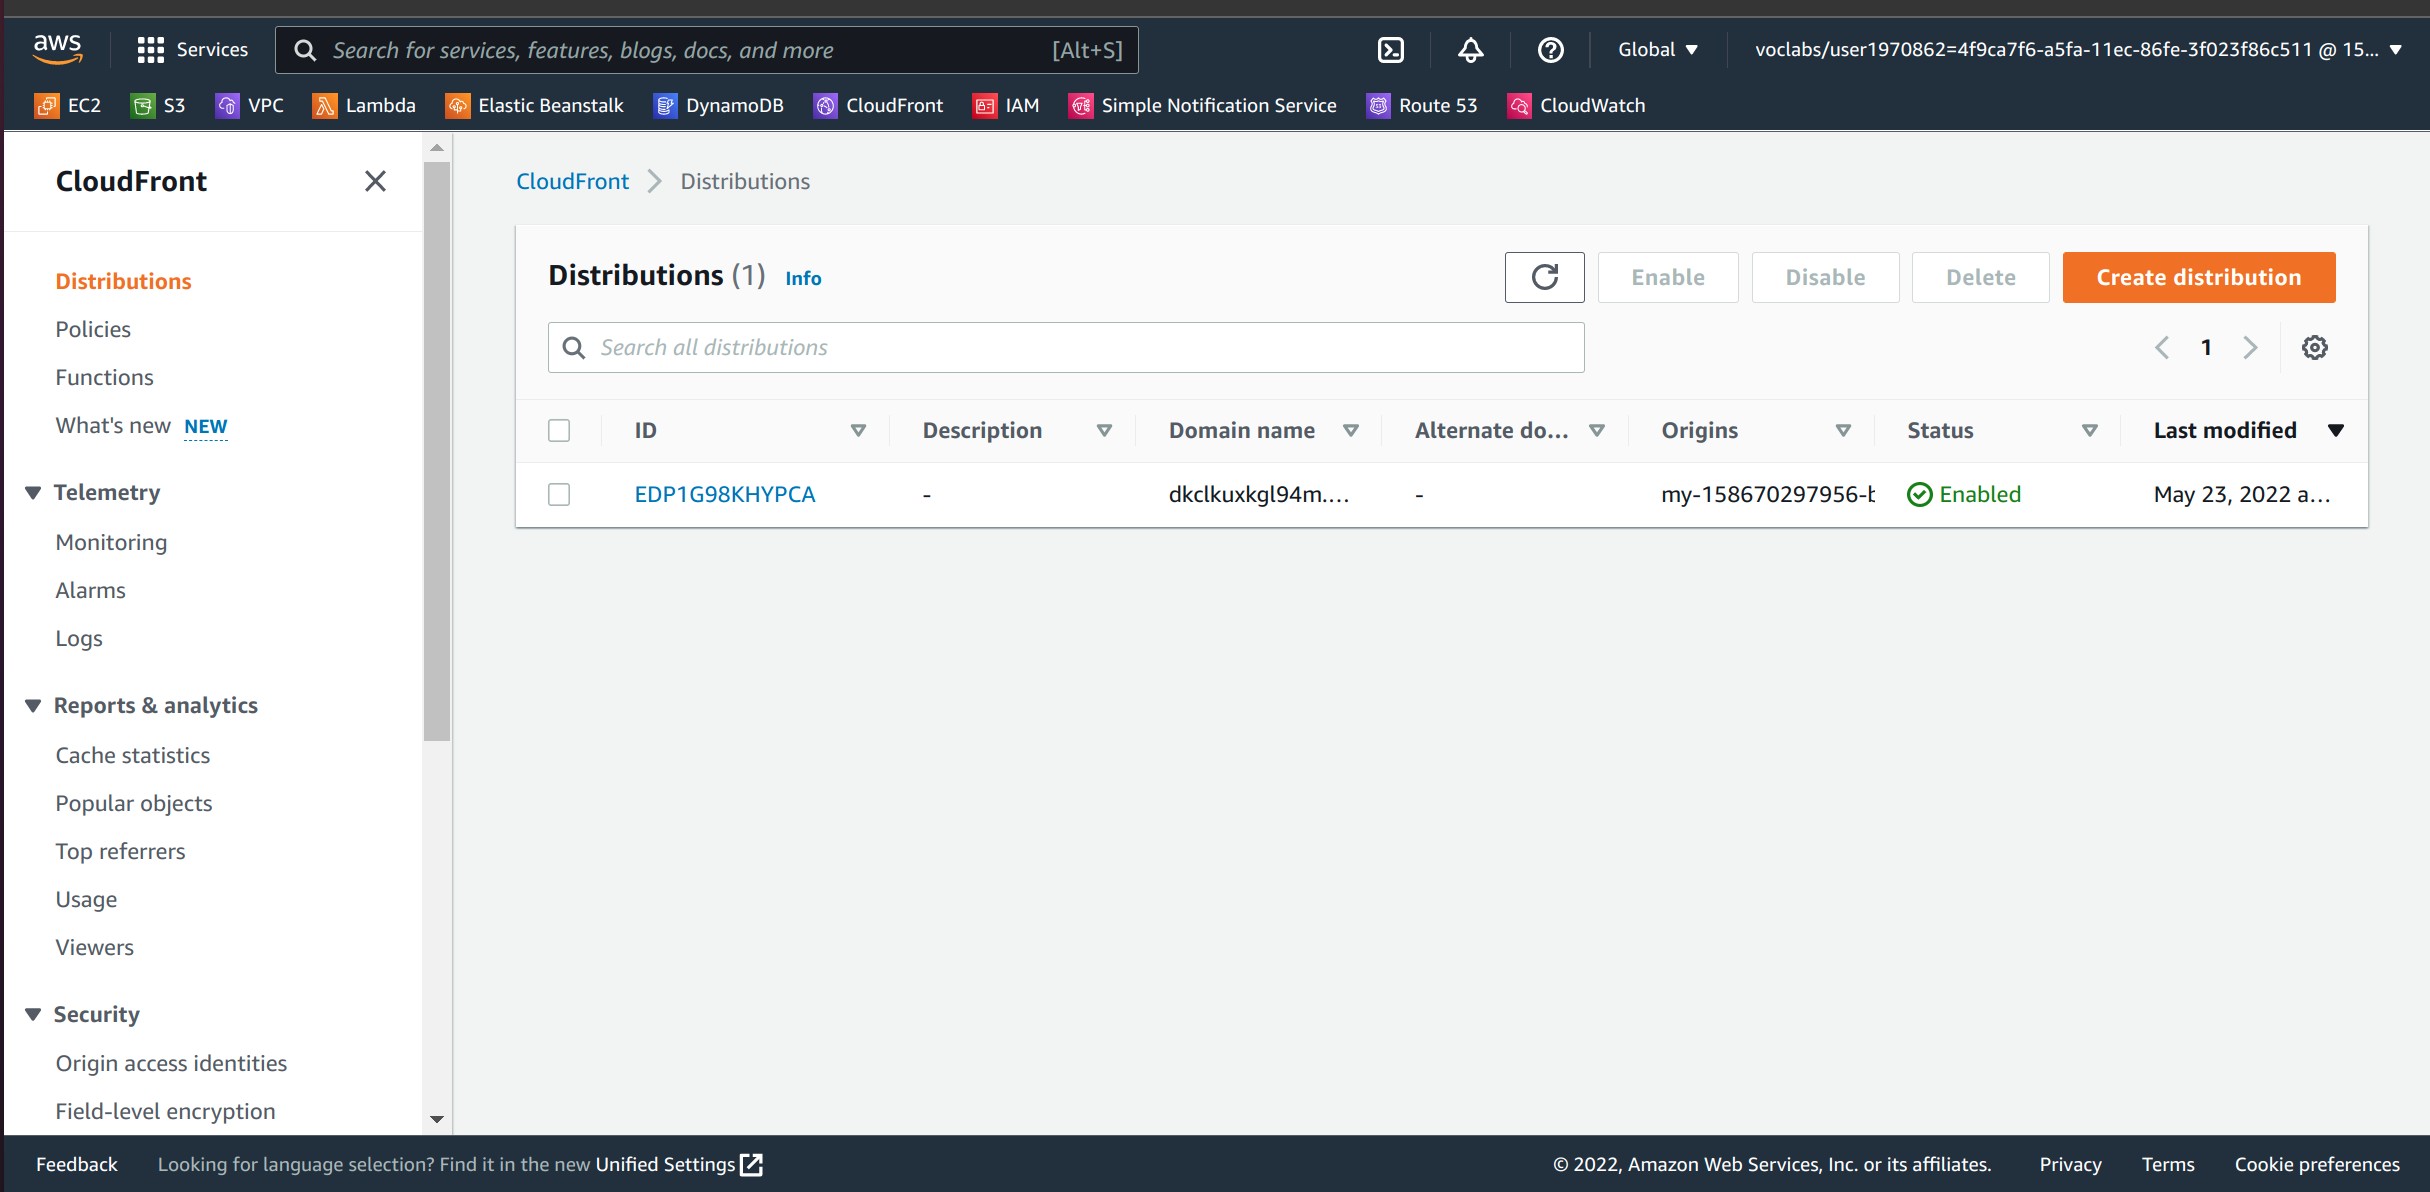 aws Services Search for services, features, blogs, docs, and more [Alt+S] Global voclabs/user1970862=4f9ca7f6-a5fa-11ec-86fe-3f023f86c511 @ 15...
EC2 S3 VPC Lambda Elastic Beanstalk DynamoDB CloudFront IAM Simple Notification Service Route 53 CloudWatch
CloudFront
Distributions
Policies
Functions
What's new NEW
Telemetry
Monitoring
Alarms
Logs
Reports & analytics
Cache statistics
Popular objects
Top referrers
Usage
Viewers
Security
Origin access identities
Field-level encryption
CloudFront Distributions
Distributions (1) Info Enable Disable Delete Create distribution
Search all distributions 1
ID Description Domain name Alternate do... Origins Status Last modified
EDP1G98KHYPCA - dkclkuxkgl94m.... - my-158670297956-b Enabled May 23, 2022 a...
Feedback Looking for language selection? Find it in the new Unified Settings © 2022, Amazon Web Services, Inc. or its affiliates. Privacy Terms Cookie preferences